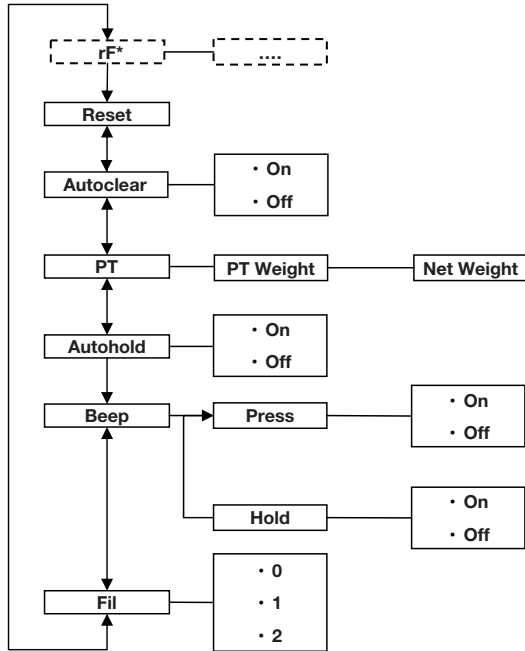 rF* ....
Reset
Autoclear
・On
・Off
PT PT Weight Net Weight
Autohold
・On
・Off
Beep Press
・On
・Off
Hold
・On
・Off
Fil
・0
・1
・2